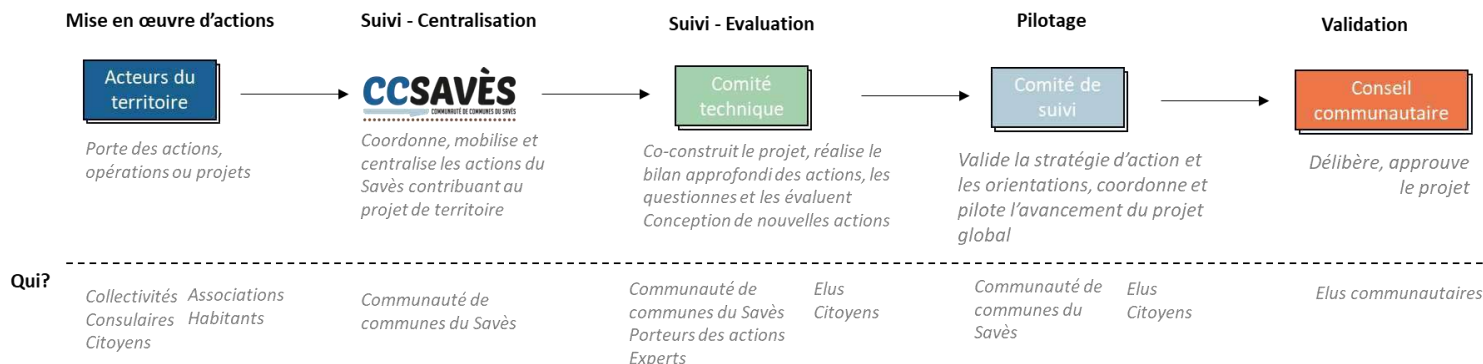 Mise en œuvre d'actions
Suivi - Centralisation
Suivi - Evaluation
Pilotage
Validation
Acteurs du
territoire
CCSAVÈS
COMMUNAUTÉ DE COMMUNES DU SAVÈS
Comité
technique
Comité de
suivi
Conseil
communautaire
Porte des actions,
opérations ou projets
Coordonne, mobilise et
centralise les actions du
Savès contribuant au
projet de territoire
Co-construit le projet, réalise le
bilan approfondi des actions, les
questionnes et les évaluent
Conception de nouvelles actions
Valide la stratégie d'action et
les orientations, coordonne et
pilote l'avancement du projet
global
Délibère, approuve
le projet
Qui?
Collectivités
Consulaires
Citoyens
Associations
Habitants
Communauté de
communes du Savès
Communauté de
communes du Savès
Porteurs des actions
Experts
Elus
Citoyens
Communauté de
communes du
Savès
Elus
Citoyens
Elus communautaires